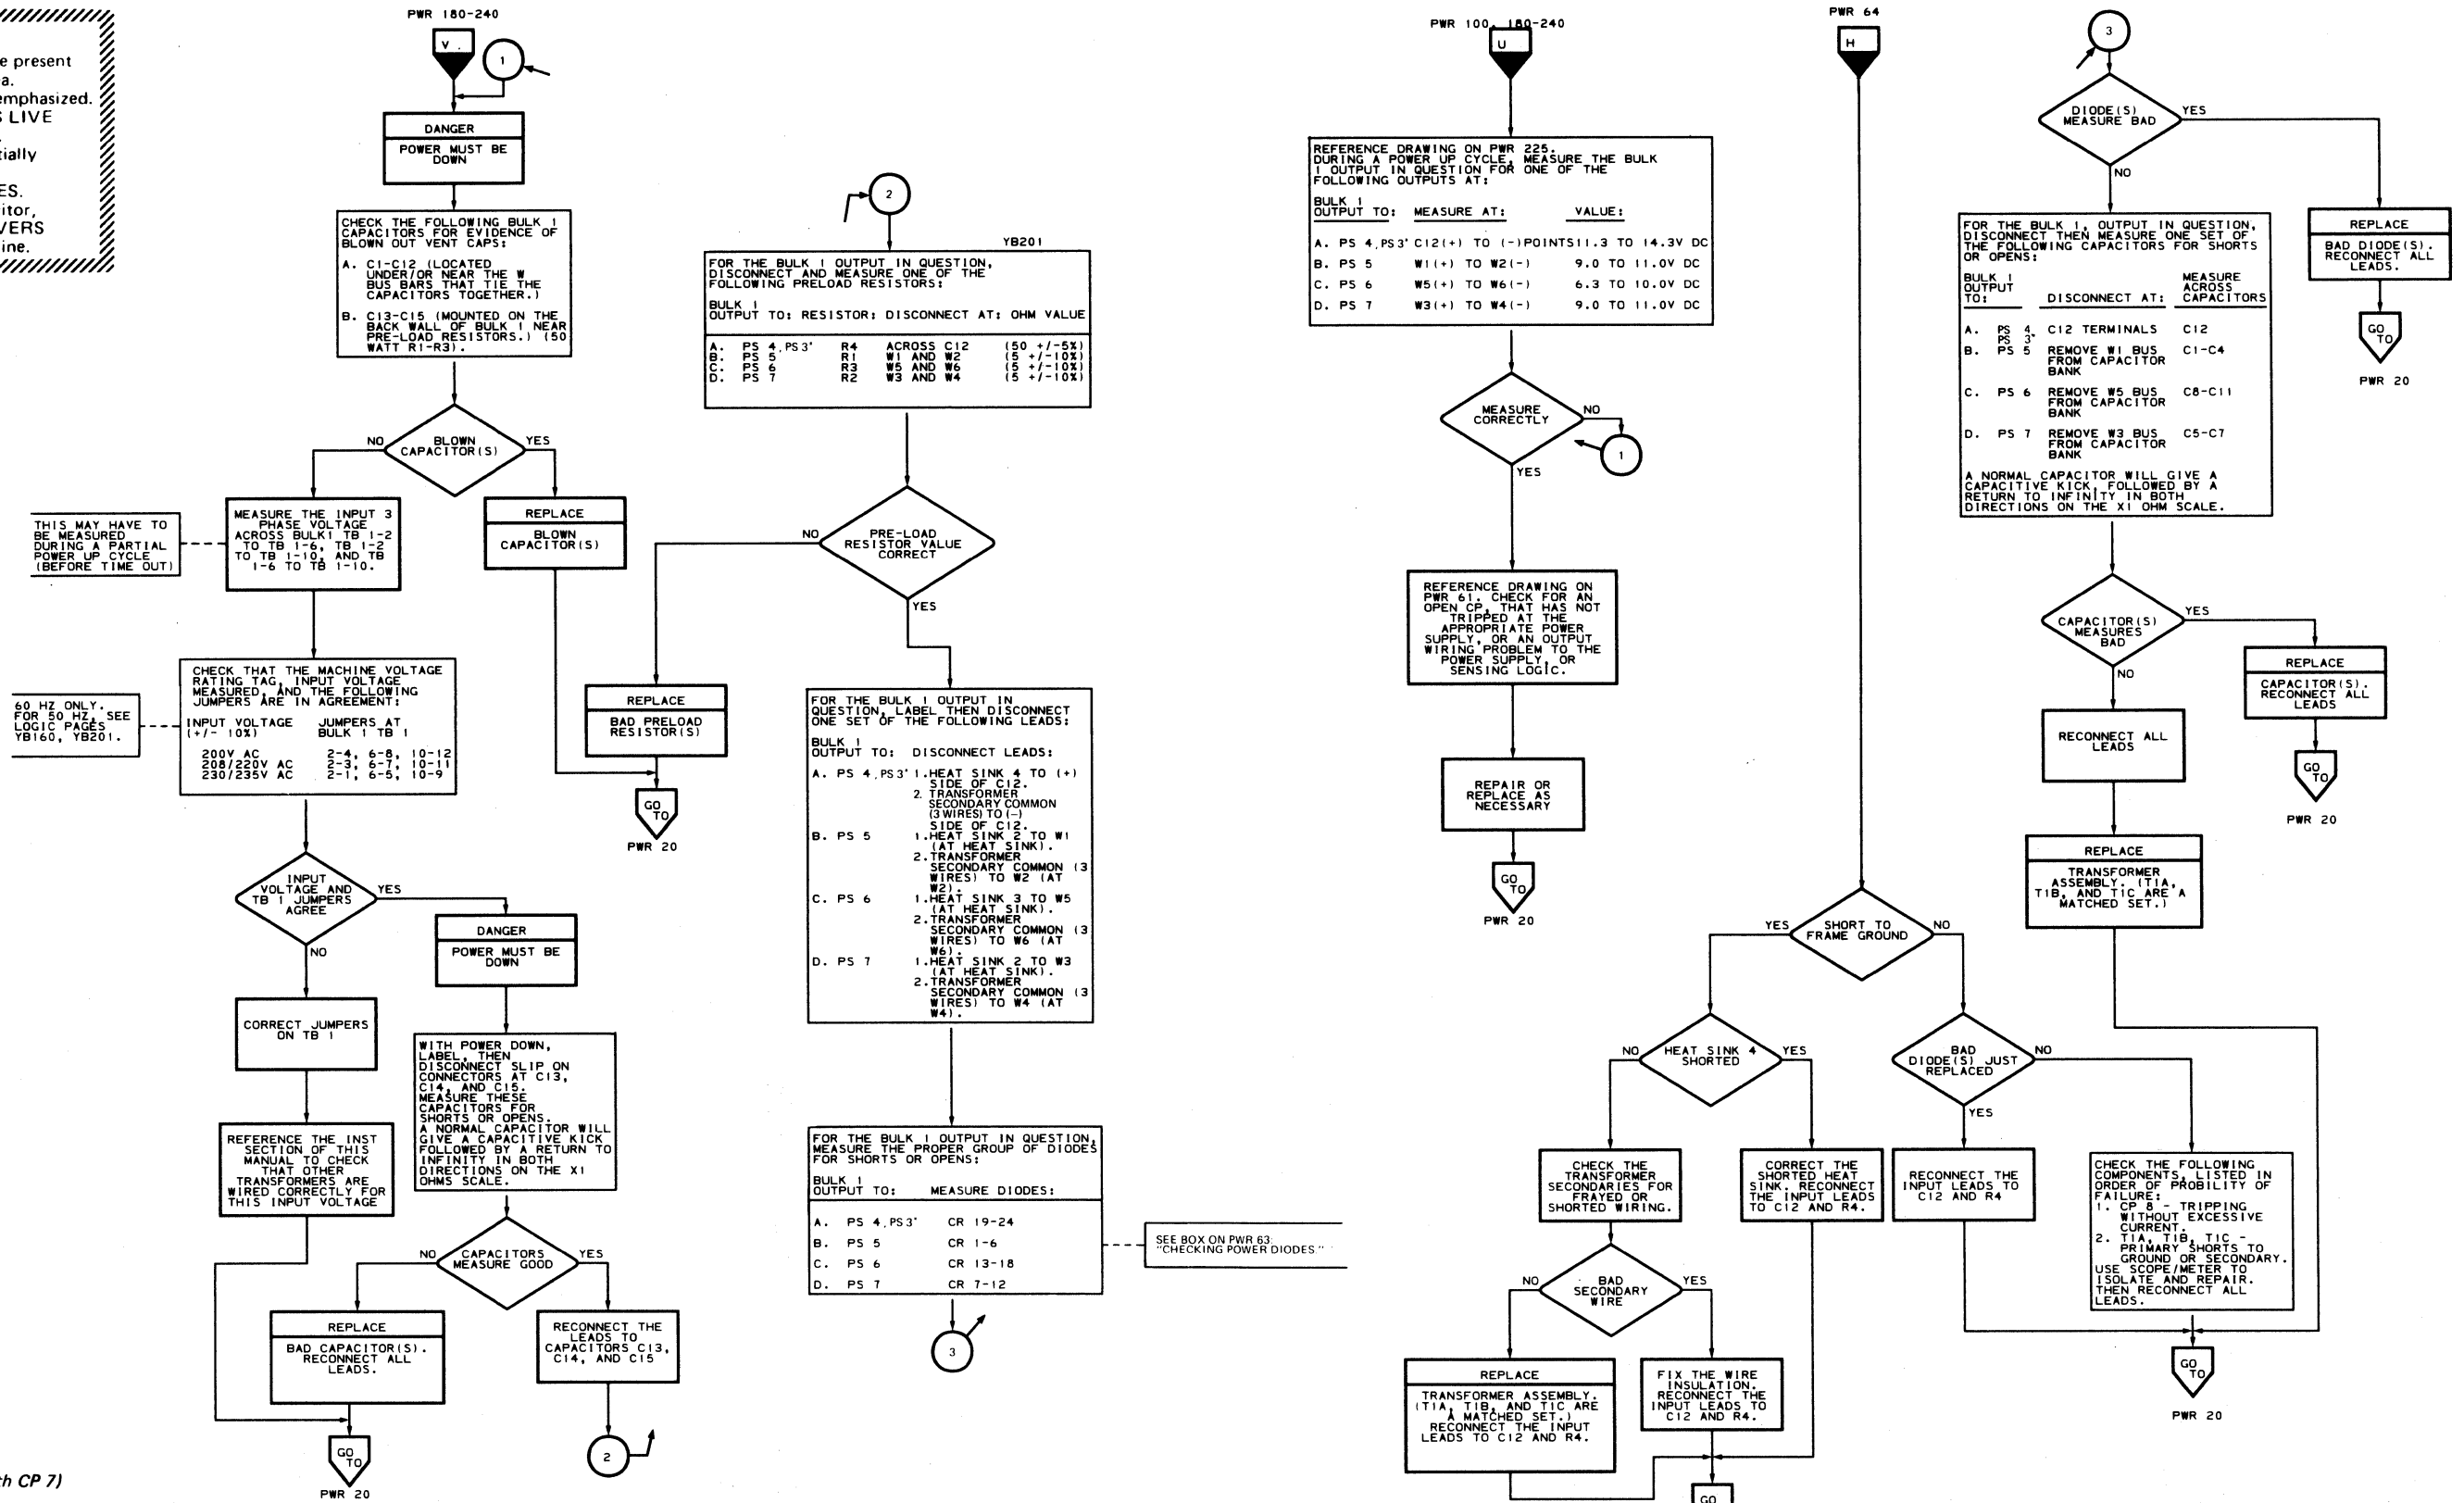 e present
a.
emphasized.
S LIVE
tially
ES.
itor,
VERS
ine.
PWR 180-240
V
1
DANGER
POWER MUST BE
DOWN
CHECK THE FOLLOWING BULK 1
CAPACITORS FOR EVIDENCE OF
BLOWN OUT VENT CAPS:
A. C1-C12 (LOCATED
UNDER/OR NEAR THE W
BUS BARS THAT TIE THE
CAPACITORS TOGETHER.)
B. C13-C15 (MOUNTED ON THE
BACK WALL OF BULK 1 NEAR
PRE-LOAD RESISTORS.) (50
WATT R1-R3).
BLOWN
CAPACITOR(S)
NO
YES
THIS MAY HAVE TO
BE MEASURED
DURING A PARTIAL
POWER UP CYCLE
(BEFORE TIME OUT)
MEASURE THE INPUT 3
PHASE VOLTAGE
ACROSS BULK1 TB 1-2
TO TB 1-6, TB 1-2
TO TB 1-10, AND TB
1-6 TO TB 1-10.
REPLACE
BLOWN
CAPACITOR(S)
60 HZ ONLY.
FOR 50 HZ, SEE
LOGIC PAGES
YB160, YB201.
CHECK THAT THE MACHINE VOLTAGE
RATING TAG, INPUT VOLTAGE
MEASURED, AND THE FOLLOWING
JUMPERS ARE IN AGREEMENT:
INPUT VOLTAGE JUMPERS AT
(+/- 10%) BULK 1 TB 1
200V AC 2-4, 6-8, 10-12
208/220V AC 2-3, 6-7, 10-11
230/235V AC 2-1, 6-5, 10-9
INPUT
VOLTAGE AND
TB 1 JUMPERS
AGREE
YES
NO
CORRECT JUMPERS
ON TB 1
REFERENCE THE INST
SECTION OF THIS
MANUAL TO CHECK
THAT OTHER
TRANSFORMERS ARE
WIRED CORRECTLY FOR
THIS INPUT VOLTAGE
DANGER
POWER MUST BE
DOWN
WITH POWER DOWN,
LABEL, THEN
DISCONNECT SLIP ON
CONNECTORS AT C13,
C14, AND C15.
MEASURE THESE
CAPACITORS FOR
SHORTS OR OPENS.
A NORMAL CAPACITOR WILL
GIVE A CAPACITIVE KICK
FOLLOWED BY A RETURN TO
INFINITY IN BOTH
DIRECTIONS ON THE X1
OHMS SCALE.
CAPACITORS
MEASURE GOOD
NO
YES
REPLACE
BAD CAPACITOR(S).
RECONNECT ALL
LEADS.
RECONNECT THE
LEADS TO
CAPACITORS C13,
C14, AND C15
2
GO
TO
PWR 20
th CP 7)
2
YB201
FOR THE BULK 1 OUTPUT IN QUESTION,
DISCONNECT AND MEASURE ONE OF THE
FOLLOWING PRELOAD RESISTORS:
BULK 1
OUTPUT TO: RESISTOR: DISCONNECT AT: OHM VALUE
A. PS 4, PS 3* R4 ACROSS C12 (50 +/-5%)
B. PS 5 R1 W1 AND W2 (5 +/-10%)
C. PS 6 R3 W5 AND W6 (5 +/-10%)
D. PS 7 R2 W3 AND W4 (5 +/-10%)
PRE-LOAD
RESISTOR VALUE
CORRECT
NO
YES
REPLACE
BAD PRELOAD
RESISTOR(S)
GO
TO
PWR 20
FOR THE BULK 1 OUTPUT IN
QUESTION, LABEL THEN DISCONNECT
ONE SET OF THE FOLLOWING LEADS:
BULK 1
OUTPUT TO: DISCONNECT LEADS:
A. PS 4, PS 3* 1.HEAT SINK 4 TO (+)
SIDE OF C12.
2. TRANSFORMER
SECONDARY COMMON
(3 WIRES) TO (-)
SIDE OF C12.
B. PS 5 1.HEAT SINK 2 TO W1
(AT HEAT SINK).
2.TRANSFORMER
SECONDARY COMMON (3
WIRES) TO W2 (AT
W2).
C. PS 6 1.HEAT SINK 3 TO W5
(AT HEAT SINK).
2.TRANSFORMER
SECONDARY COMMON (3
WIRES) TO W6 (AT
W6).
D. PS 7 1.HEAT SINK 2 TO W3
(AT HEAT SINK).
2.TRANSFORMER
SECONDARY COMMON (3
WIRES) TO W4 (AT
W4).
FOR THE BULK 1 OUTPUT IN QUESTION,
MEASURE THE PROPER GROUP OF DIODES
FOR SHORTS OR OPENS:
BULK 1
OUTPUT TO: MEASURE DIODES:
A. PS 4, PS 3* CR 19-24
B. PS 5 CR 1-6
C. PS 6 CR 13-18
D. PS 7 CR 7-12
SEE BOX ON PWR 63:
"CHECKING POWER DIODES."
3
PWR 100, 180-240
U
REFERENCE DRAWING ON PWR 225.
DURING A POWER UP CYCLE, MEASURE THE BULK
1 OUTPUT IN QUESTION FOR ONE OF THE
FOLLOWING OUTPUTS AT:
BULK 1
OUTPUT TO: MEASURE AT: VALUE:
A. PS 4, PS 3* C12(+) TO (-)POINTS11.3 TO 14.3V DC
B. PS 5 W1(+) TO W2(-) 9.0 TO 11.0V DC
C. PS 6 W5(+) TO W6(-) 6.3 TO 10.0V DC
D. PS 7 W3(+) TO W4(-) 9.0 TO 11.0V DC
MEASURE
CORRECTLY
NO
1
YES
REFERENCE DRAWING ON
PWR 61. CHECK FOR AN
OPEN CP, THAT HAS NOT
TRIPPED AT THE
APPROPRIATE POWER
SUPPLY, OR AN OUTPUT
WIRING PROBLEM TO THE
POWER SUPPLY, OR
SENSING LOGIC.
REPAIR OR
REPLACE AS
NECESSARY
GO
TO
PWR 20
PWR 64
H
SHORT TO
FRAME GROUND
YES
NO
HEAT SINK 4
SHORTED
NO
YES
CHECK THE
TRANSFORMER
SECONDARIES FOR
FRAYED OR
SHORTED WIRING.
CORRECT THE
SHORTED HEAT
SINK. RECONNECT
THE INPUT LEADS
TO C12 AND R4.
BAD
SECONDARY
WIRE
NO
YES
REPLACE
TRANSFORMER ASSEMBLY.
(T1A, T1B, AND T1C ARE
A MATCHED SET.)
RECONNECT THE INPUT
LEADS TO C12 AND R4.
FIX THE WIRE
INSULATION.
RECONNECT THE
INPUT LEADS TO
C12 AND R4.
GO
BAD
DIODE(S) JUST
REPLACED
NO
YES
RECONNECT THE
INPUT LEADS TO
C12 AND R4
CHECK THE FOLLOWING
COMPONENTS, LISTED IN
ORDER OF PROBILITY OF
FAILURE:
1. CP 8 - TRIPPING
WITHOUT EXCESSIVE
CURRENT.
2. T1A, T1B, T1C -
PRIMARY SHORTS TO
GROUND OR SECONDARY.
USE SCOPE/METER TO
ISOLATE AND REPAIR.
THEN RECONNECT ALL
LEADS.
GO
TO
PWR 20
3
DIODE(S)
MEASURE BAD
YES
NO
REPLACE
BAD DIODE(S).
RECONNECT ALL
LEADS.
GO
TO
PWR 20
FOR THE BULK 1, OUTPUT IN QUESTION,
DISCONNECT THEN MEASURE ONE SET OF
THE FOLLOWING CAPACITORS FOR SHORTS
OR OPENS:
BULK 1 MEASURE
OUTPUT ACROSS
TO: DISCONNECT AT: CAPACITORS
A. PS 4, C12 TERMINALS C12
PS 3*
B. PS 5 REMOVE W1 BUS C1-C4
FROM CAPACITOR
BANK
C. PS 6 REMOVE W5 BUS C8-C11
FROM CAPACITOR
BANK
D. PS 7 REMOVE W3 BUS C5-C7
FROM CAPACITOR
BANK
A NORMAL CAPACITOR WILL GIVE A
CAPACITIVE KICK, FOLLOWED BY A
RETURN TO INFINITY IN BOTH
DIRECTIONS ON THE X1 OHM SCALE.
CAPACITOR(S)
MEASURES
BAD
YES
NO
REPLACE
CAPACITOR(S).
RECONNECT ALL
LEADS
GO
TO
PWR 20
RECONNECT ALL
LEADS
REPLACE
TRANSFORMER
ASSEMBLY. (T1A,
T1B, AND T1C ARE A
MATCHED SET.)